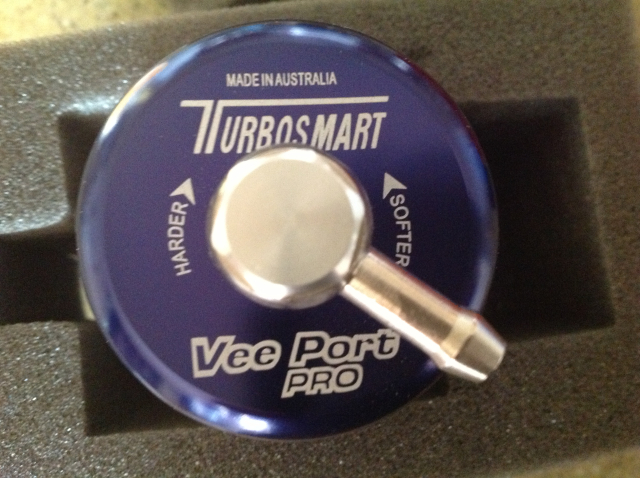 MADE IN AUSTRALIA
TURBOSMART
HARDER
SOFTER
Vee Port
PRO